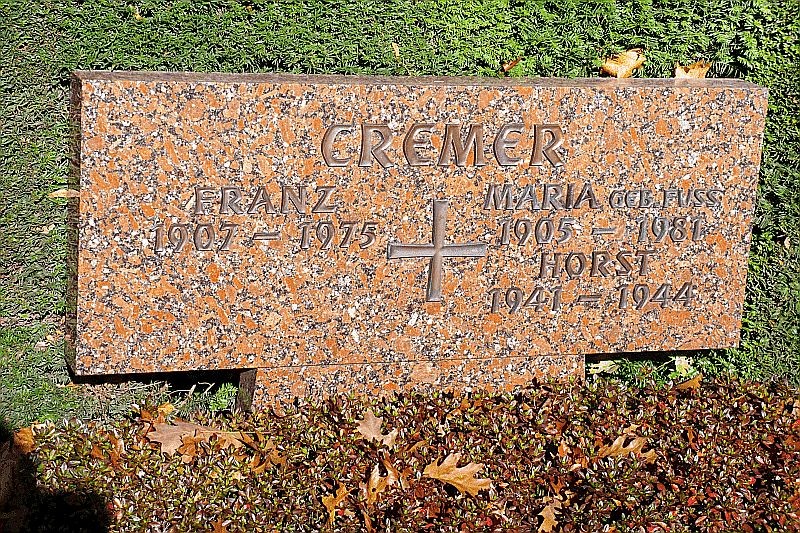 CREMER
FRANZ
1907 – 1975
MARIA GEB. FUSS
1905 – 1981
HORST
1941 – 1944